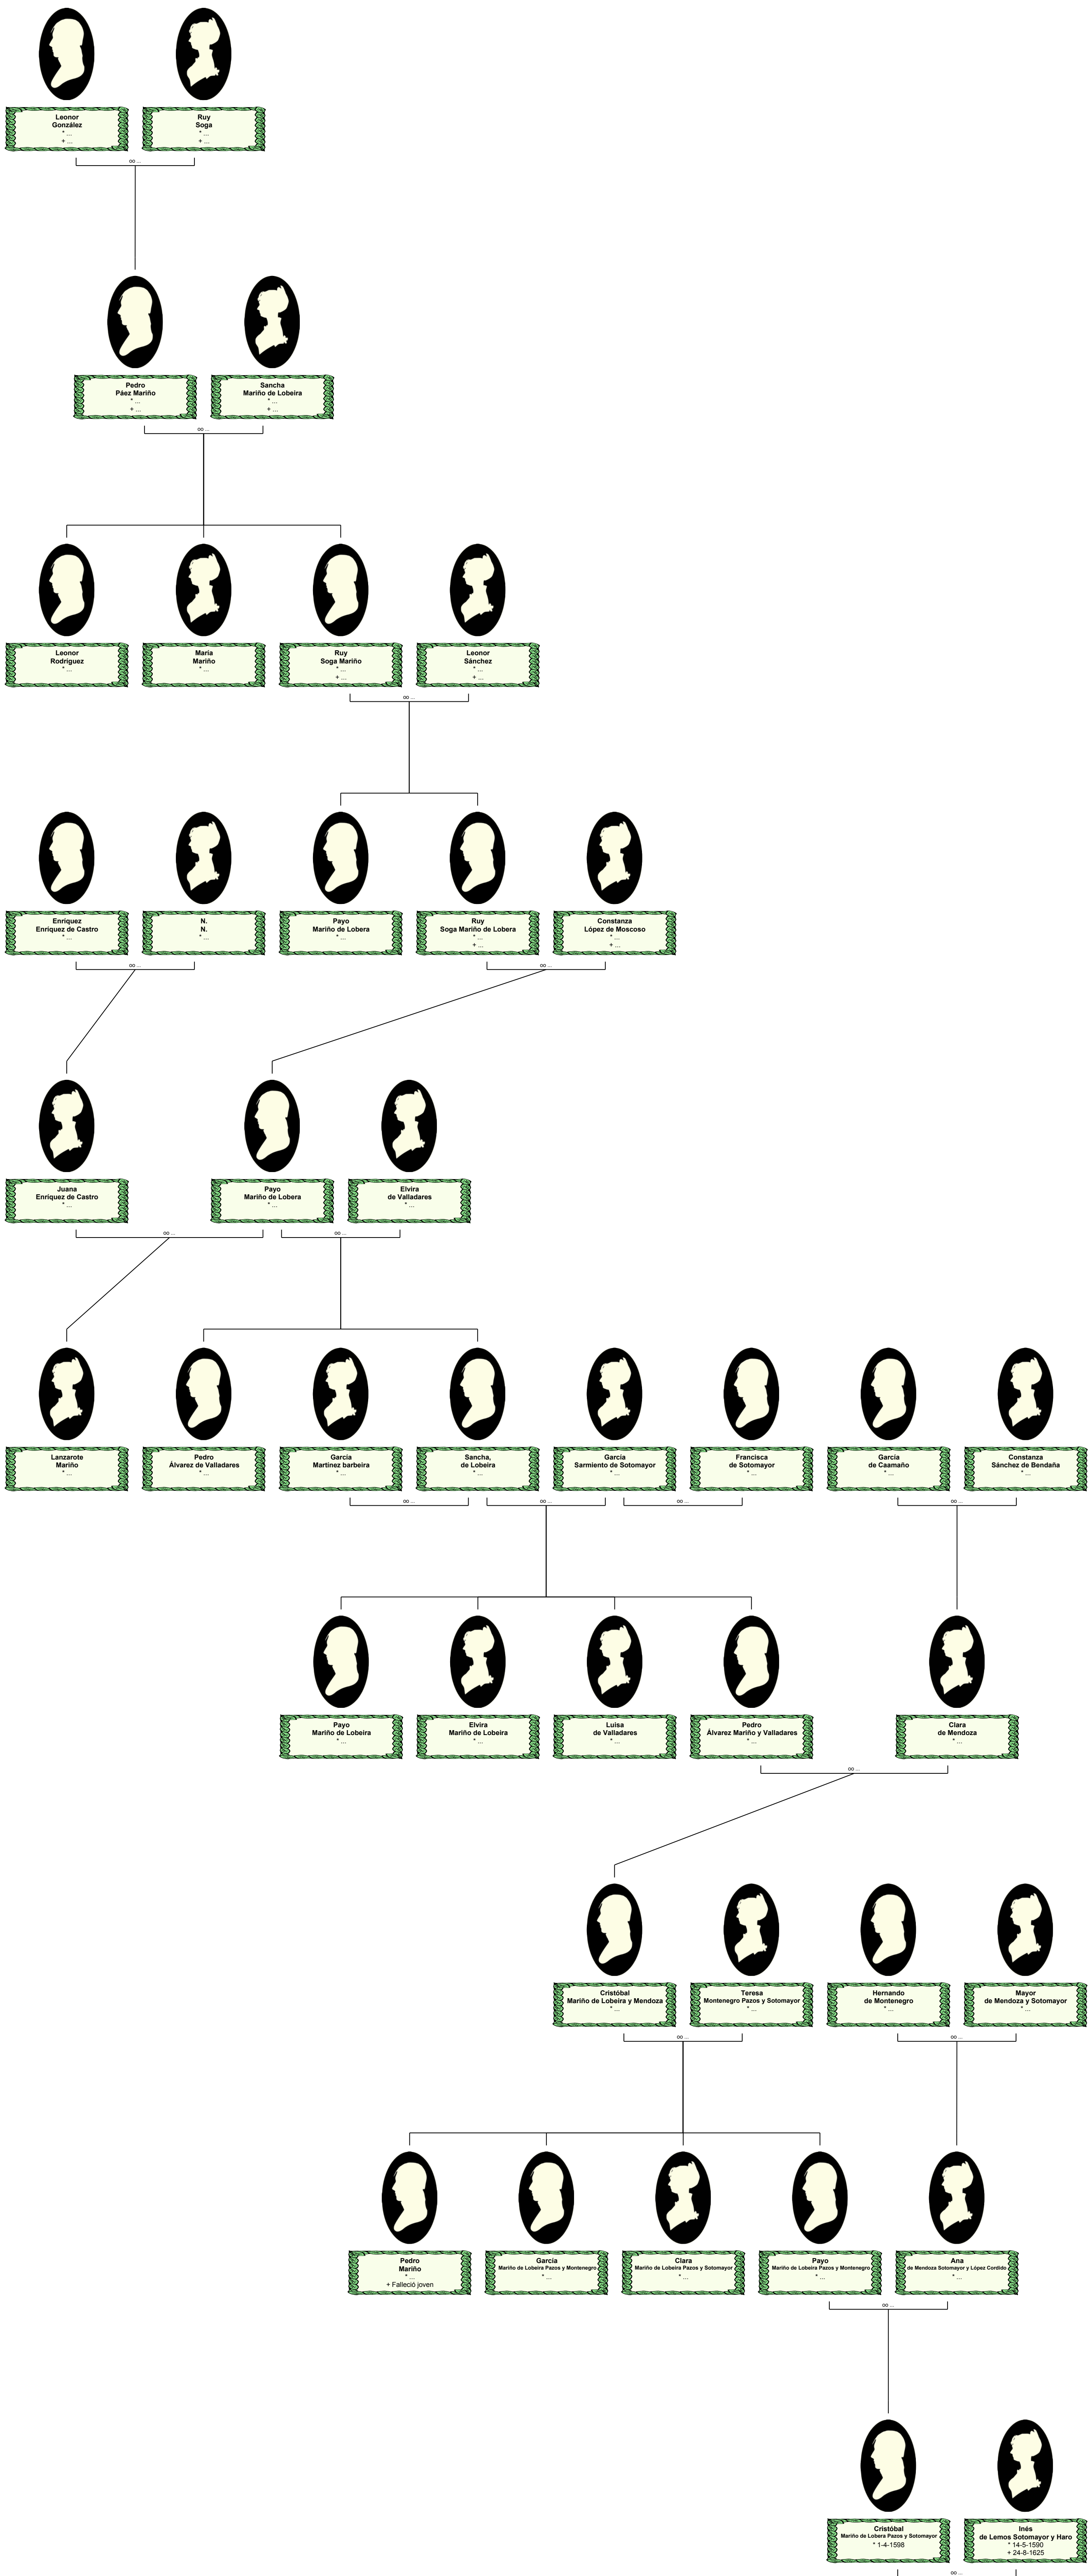 Leonor
González
* ...
+ ...
Ruy
Soga
* ...
+ ...
oo ...
Pedro
Páez Mariño
* ...
+ ...
Sancha
Mariño de Lobeira
* ...
+ ...
oo ...
Leonor
Rodríguez
* ...
María
Mariño
* ...
Ruy
Soga Mariño
* ...
+ ...
Leonor
Sánchez
* ...
+ ...
oo ...
Enriquez
Enriquez de Castro
* ...
N.
N.
* ...
Payo
Mariño de Lobera
* ...
Ruy
Soga Mariño de Lobera
* ...
+ ...
Constanza
López de Moscoso
* ...
+ ...
oo ...
oo ...
Juana
Enriquez de Castro
* ...
Payo
Mariño de Lobera
* ...
Elvira
de Valladares
* ...
oo ...
oo ...
Lanzarote
Mariño
* ...
Pedro
Álvarez de Valladares
* ...
García
Martínez barbeira
* ...
Sancha,
de Lobeira
* ...
García
Sarmiento de Sotomayor
* ...
Francisca
de Sotomayor
* ...
García
de Caamaño
* ...
Constanza
Sánchez de Bendaña
* ...
oo ...
oo ...
oo ...
oo ...
Payo
Mariño de Lobeira
* ...
Elvira
Mariño de Lobeira
* ...
Luisa
de Valladares
* ...
Pedro
Álvarez Mariño y Valladares
* ...
Clara
de Mendoza
* ...
oo ...
Cristóbal
Mariño de Lobeira y Mendoza
* ...
Teresa
Montenegro Pazos y Sotomayor
* ...
Hernando
de Montenegro
* ...
Mayor
de Mendoza y Sotomayor
* ...
oo ...
oo ...
Pedro
Mariño
* ...
+ Falleció joven
García
Mariño de Lobeira Pazos y Montenegro
* ...
Clara
Mariño de Lobeira Pazos y Sotomayor
* ...
Payo
Mariño de Lobeira Pazos y Montenegro
* ...
Ana
de Mendoza Sotomayor y López Cordido
* ...
oo ...
Cristóbal
Mariño de Lobera Pazos y Sotomayor
* 1-4-1598
Inés
de Lemos Sotomayor y Haro
* 14-5-1590
+ 24-8-1625
oo ...